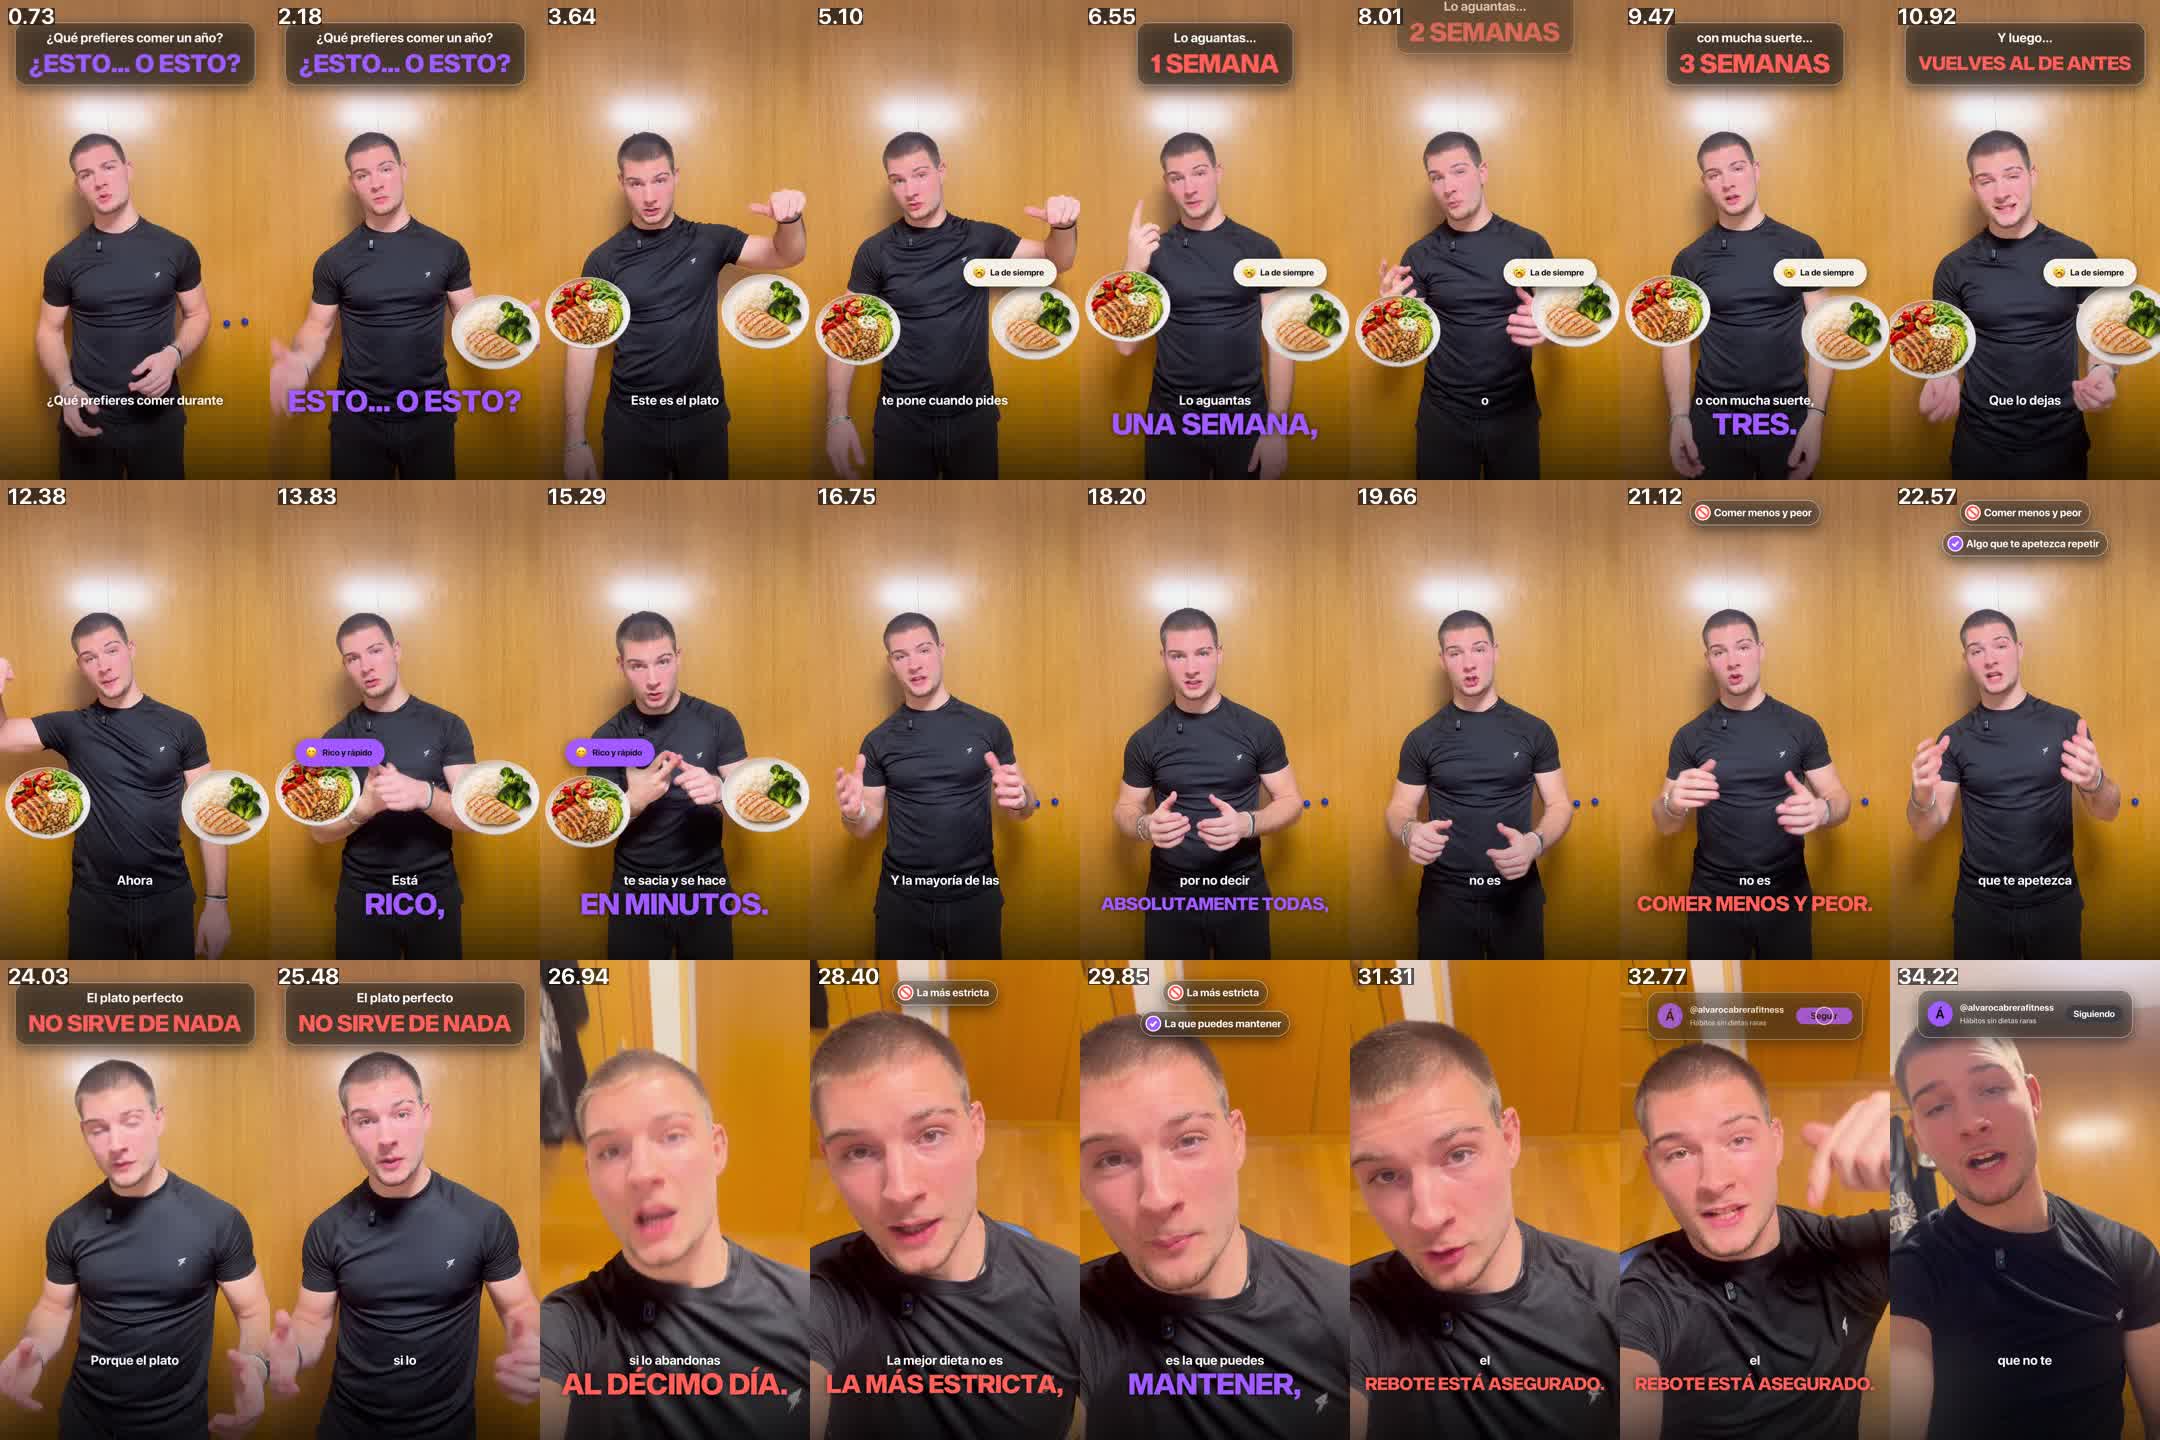 0.73
¿Qué prefieres comer un año?
¿ESTO... O ESTO?
¿Qué prefieres comer durante
2.18
¿Qué prefieres comer un año?
¿ESTO... O ESTO?
ESTO... O ESTO?
3.64
Este es el plato
5.10
La de siempre
te pone cuando pides
6.55
Lo aguantas...
1 SEMANA
La de siempre
Lo aguantas
UNA SEMANA,
8.01
Lo aguantas...
2 SEMANAS
La de siempre
o
9.47
con mucha suerte...
3 SEMANAS
La de siempre
o con mucha suerte,
TRES.
10.92
Y luego...
VUELVES AL DE ANTES
La de siempre
Que lo dejas
12.38
Ahora
13.83
Rico y rápido
Está
RICO,
15.29
Rico y rápido
te sacia y se hace
EN MINUTOS.
16.75
Y la mayoría de las
18.20
por no decir
ABSOLUTAMENTE TODAS,
19.66
no es
21.12
Comer menos y peor
no es
COMER MENOS Y PEOR.
22.57
Comer menos y peor
Algo que te apetezca repetir
que te apetezca
24.03
El plato perfecto
NO SIRVE DE NADA
Porque el plato
25.48
El plato perfecto
NO SIRVE DE NADA
si lo
26.94
si lo abandonas
AL DÉCIMO DÍA.
28.40
La más estricta
La mejor dieta no es
LA MÁS ESTRICTA,
29.85
La más estricta
La que puedes mantener
es la que puedes
MANTENER,
31.31
el
REBOTE ESTÁ ASEGURADO.
32.77
Á
@alvarocabrerafitness
Hábitos sin dietas raras
Seguir
el
REBOTE ESTÁ ASEGURADO.
34.22
Á
@alvarocabrerafitness
Hábitos sin dietas raras
Siguiendo
que no te